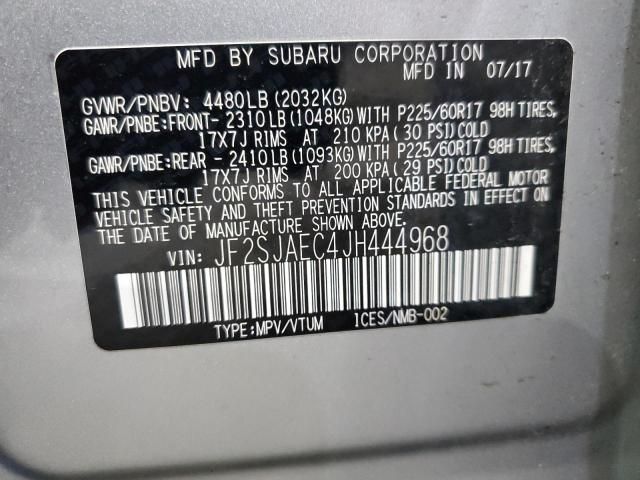 MFD BY SUBARU CORPORATION
MFD IN 07/17
GVWR/PNBV: 4480LB (2032KG)
GAWR/PNBE:FRONT- 2310LB (1048KG) WITH P225/60R17 98H TIRES,
17X7J RIMS AT 210 KPA ( 30 PSI) COLD
GAWR/PNBE: REAR - 2410LB (1093KG) WITH P225/60R17 98H TIRES,
17X7J RIMS AT 200 KPA ( 29 PSI) COLD
THIS VEHICLE CONFORMS TO ALL APPLICABLE FEDERAL MOTOR
VEHICLE SAFETY AND THEFT PREVENTION STANDARDS IN EFFECT ON
THE DATE OF MANUFACTURE SHOWN ABOVE.
VIN: JF2SJAEC4JH444968
TYPE:MPV/VTUM ICES/NMB-002